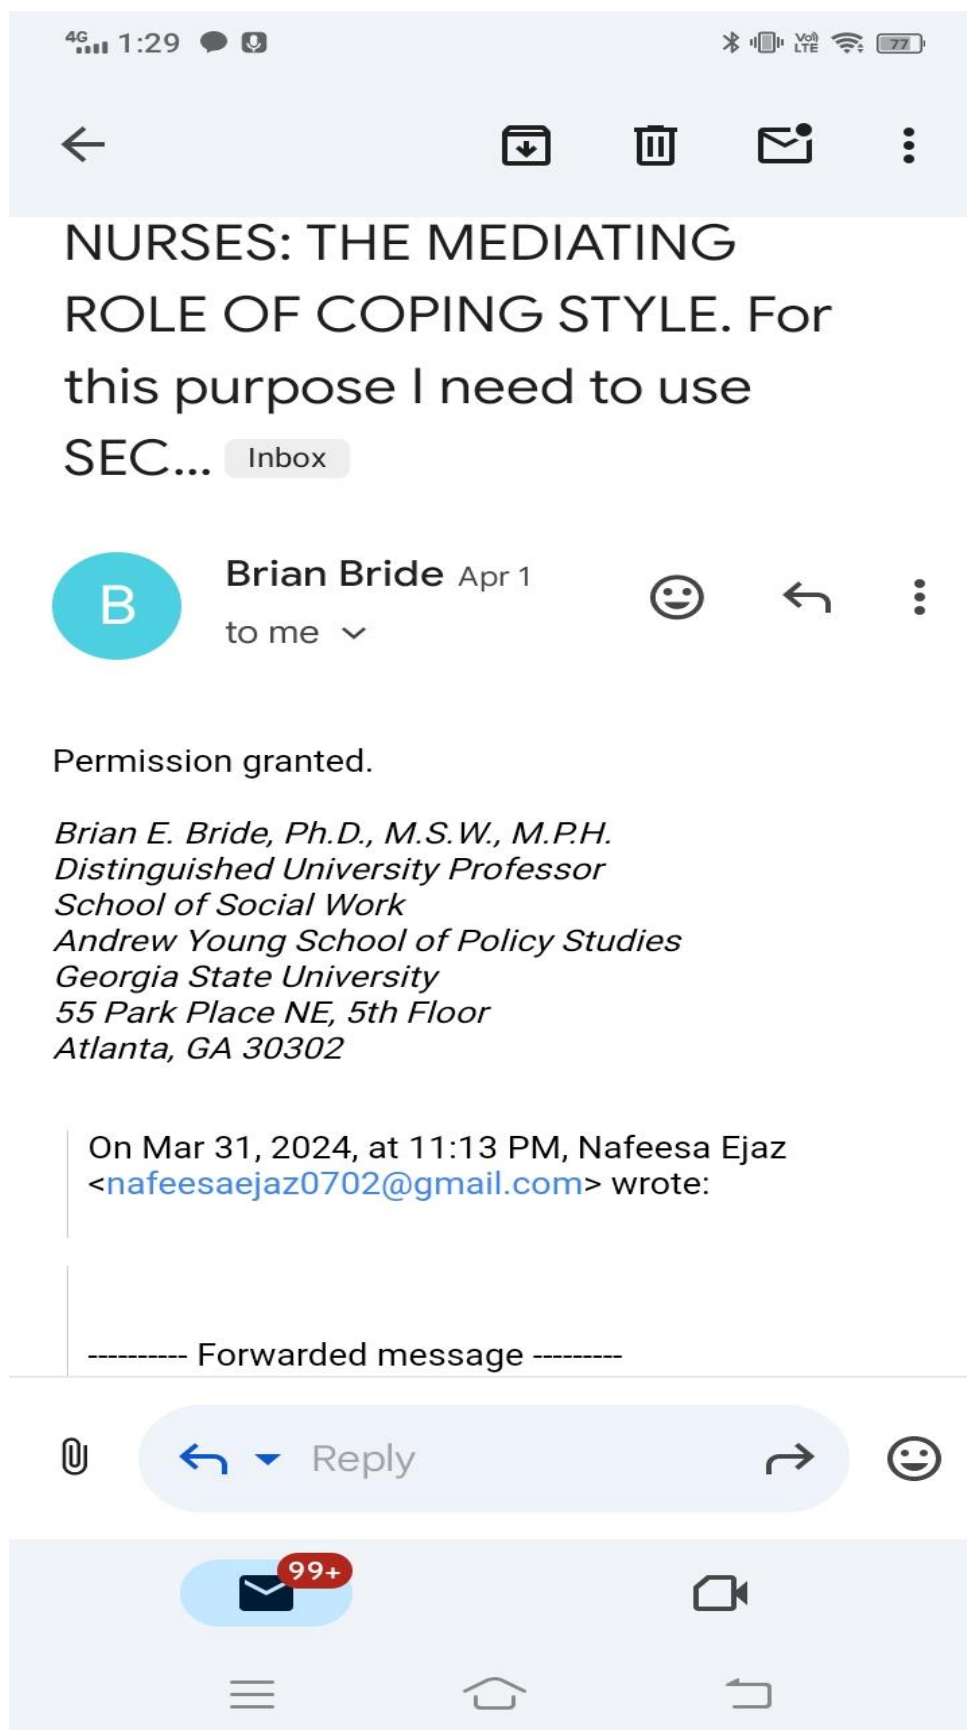 4G 1:29 Vo) LTE 77
NURSES: THE MEDIATING
ROLE OF COPING STYLE. For
this purpose I need to use
SEC... Inbox
B
Brian Bride Apr 1
to me
Permission granted.
Brian E. Bride, Ph.D., M.S.W., M.P.H.
Distinguished University Professor
School of Social Work
Andrew Young School of Policy Studies
Georgia State University
55 Park Place NE, 5th Floor
Atlanta, GA 30302
On Mar 31, 2024, at 11:13 PM, Nafeesa Ejaz
<nafeesaejaz0702@gmail.com> wrote:
---------- Forwarded message ---------
Reply
99+